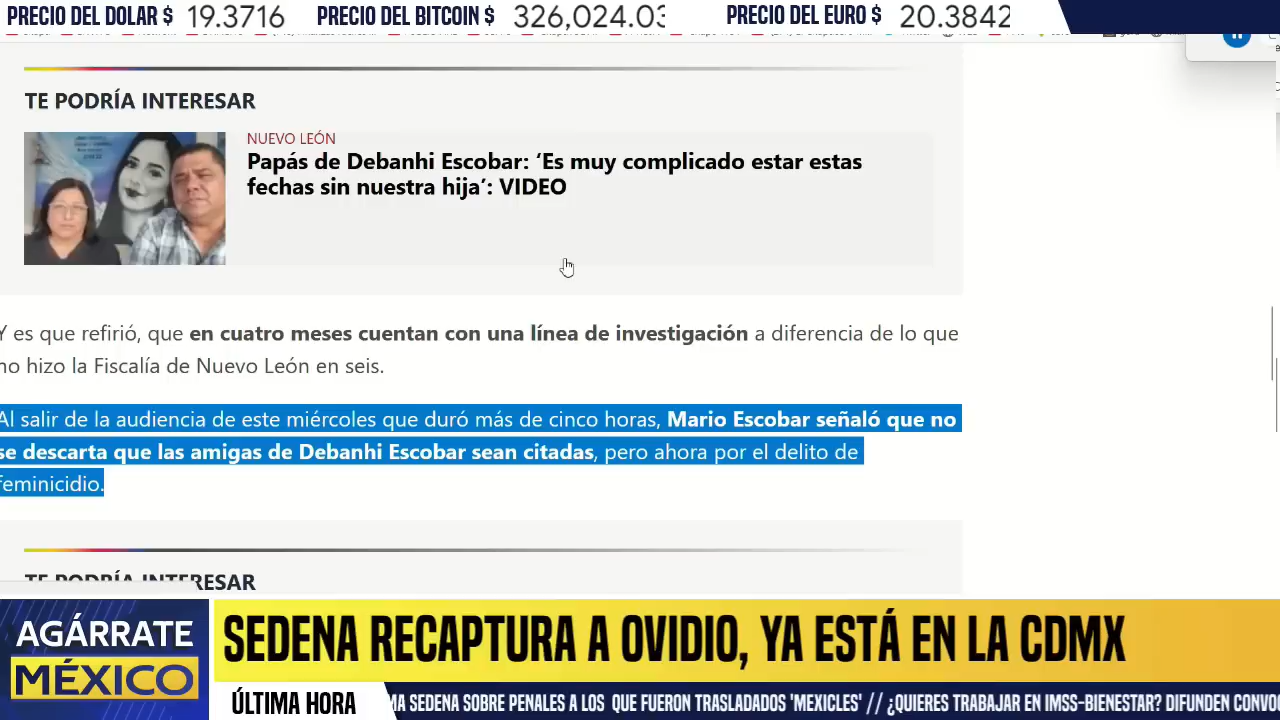 PRECIO DEL DOLAR $ 19.3716 PRECIO DEL BITCOIN $ 326,024.03 PRECIO DEL EURO $ 20.3842
TE PODRÍA INTERESAR
NUEVO LEÓN
Papás de Debanhi Escobar: ‘Es muy complicado estar estas
fechas sin nuestra hija’: VIDEO
Y es que refirió, que en cuatro meses cuentan con una línea de investigación a diferencia de lo que
no hizo la Fiscalía de Nuevo León en seis.
Al salir de la audiencia de este miércoles que duró más de cinco horas, Mario Escobar señaló que no
se descarta que las amigas de Debanhi Escobar sean citadas, pero ahora por el delito de
feminicidio.
TE PODRÍA INTERESAR
AGÁRRATE
MÉXICO
SEDENA RECAPTURA A OVIDIO, YA ESTÁ EN LA CDMX
ÚLTIMA HORA
MA SEDENA SOBRE PENALES A LOS QUE FUERON TRASLADADOS 'MEXICLES' // ¿QUIERES TRABAJAR EN IMSS-BIENESTAR? DIFUNDEN CONVO